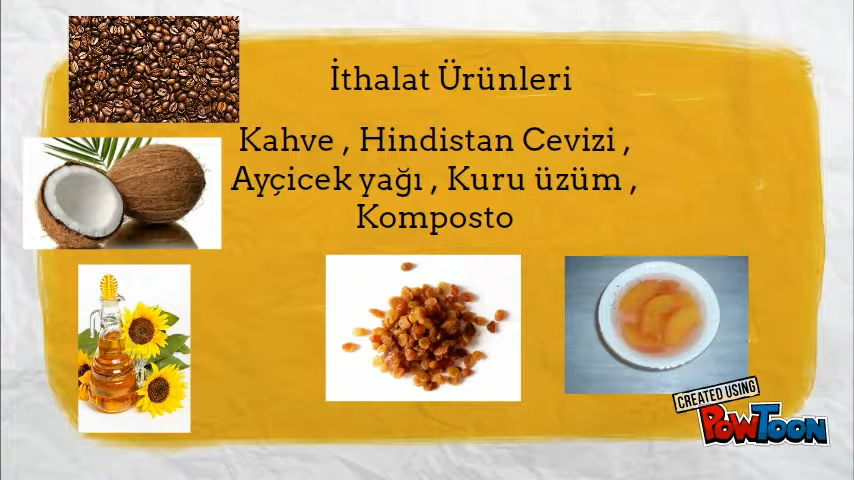 İthalat Ürünleri
Kahve , Hindistan Cevizi ,
Ayçicek yağı , Kuru üzüm ,
Komposto
CREATED USING
POWTOON